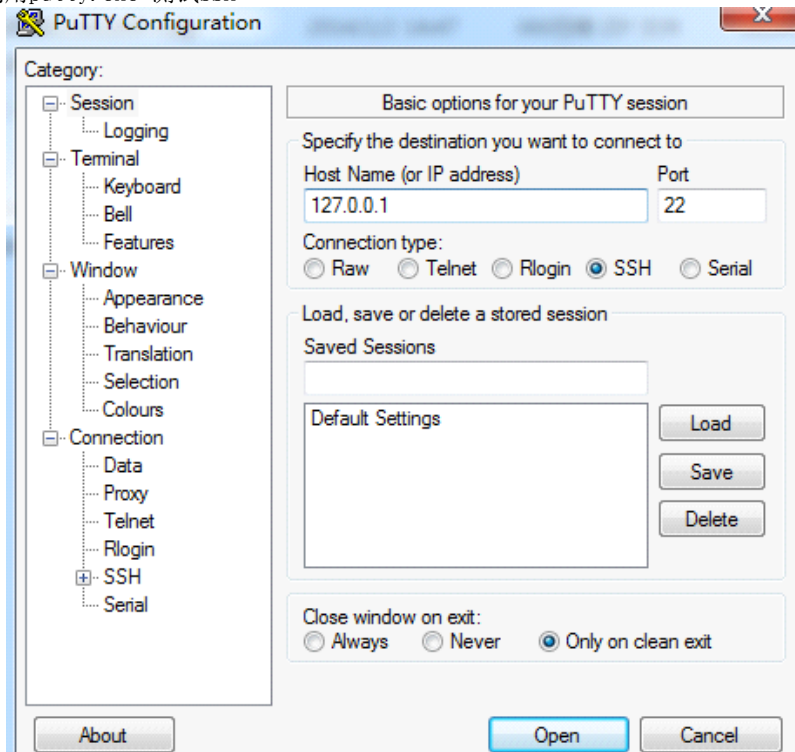 PuTTY Configuration
Category:
Session
Logging
Terminal
Keyboard
Bell
Features
Window
Appearance
Behaviour
Translation
Selection
Colours
Connection
Data
Proxy
Telnet
Rlogin
SSH
Serial
Basic options for your PuTTY session
Specify the destination you want to connect to
Host Name (or IP address) Port
127.0.0.1 22
Connection type:
Raw Telnet Rlogin SSH Serial
Load, save or delete a stored session
Saved Sessions
Default Settings
Load
Save
Delete
Close window on exit:
Always Never Only on clean exit
About Open Cancel